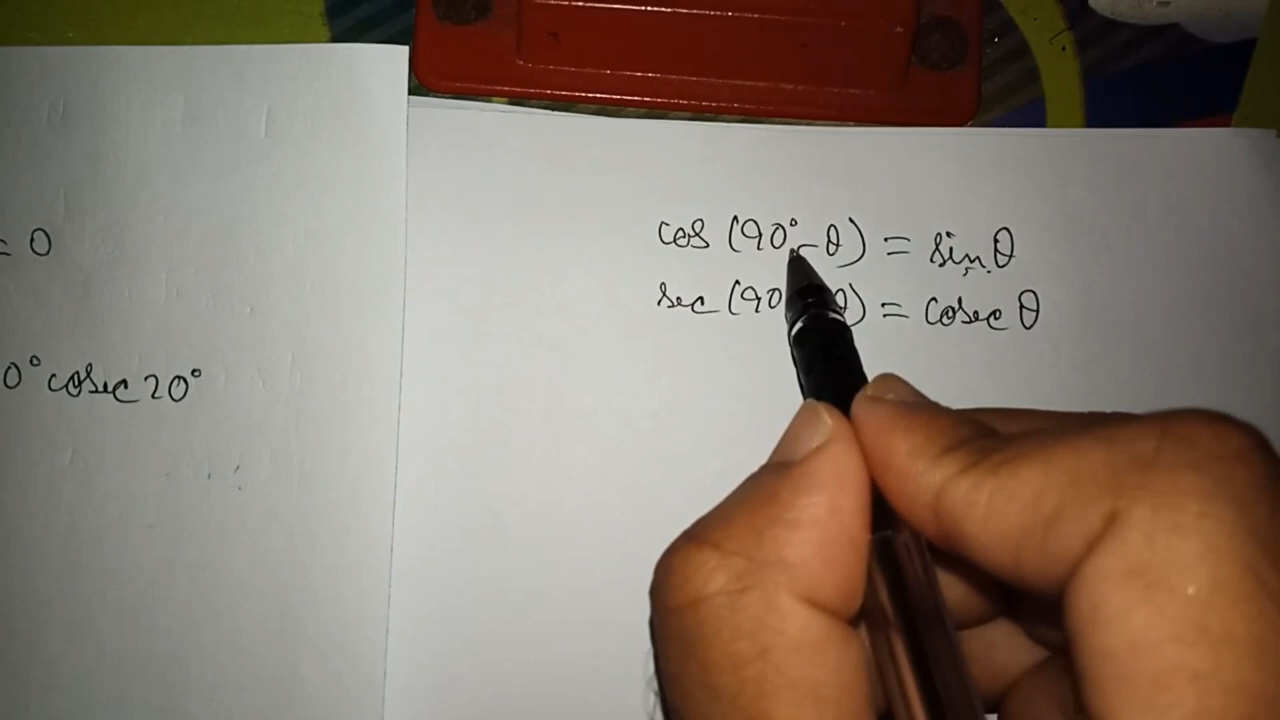 = 0
0° cosec 20°
cos (90° - θ) = sin θ
sec (90 θ) = cosec θ